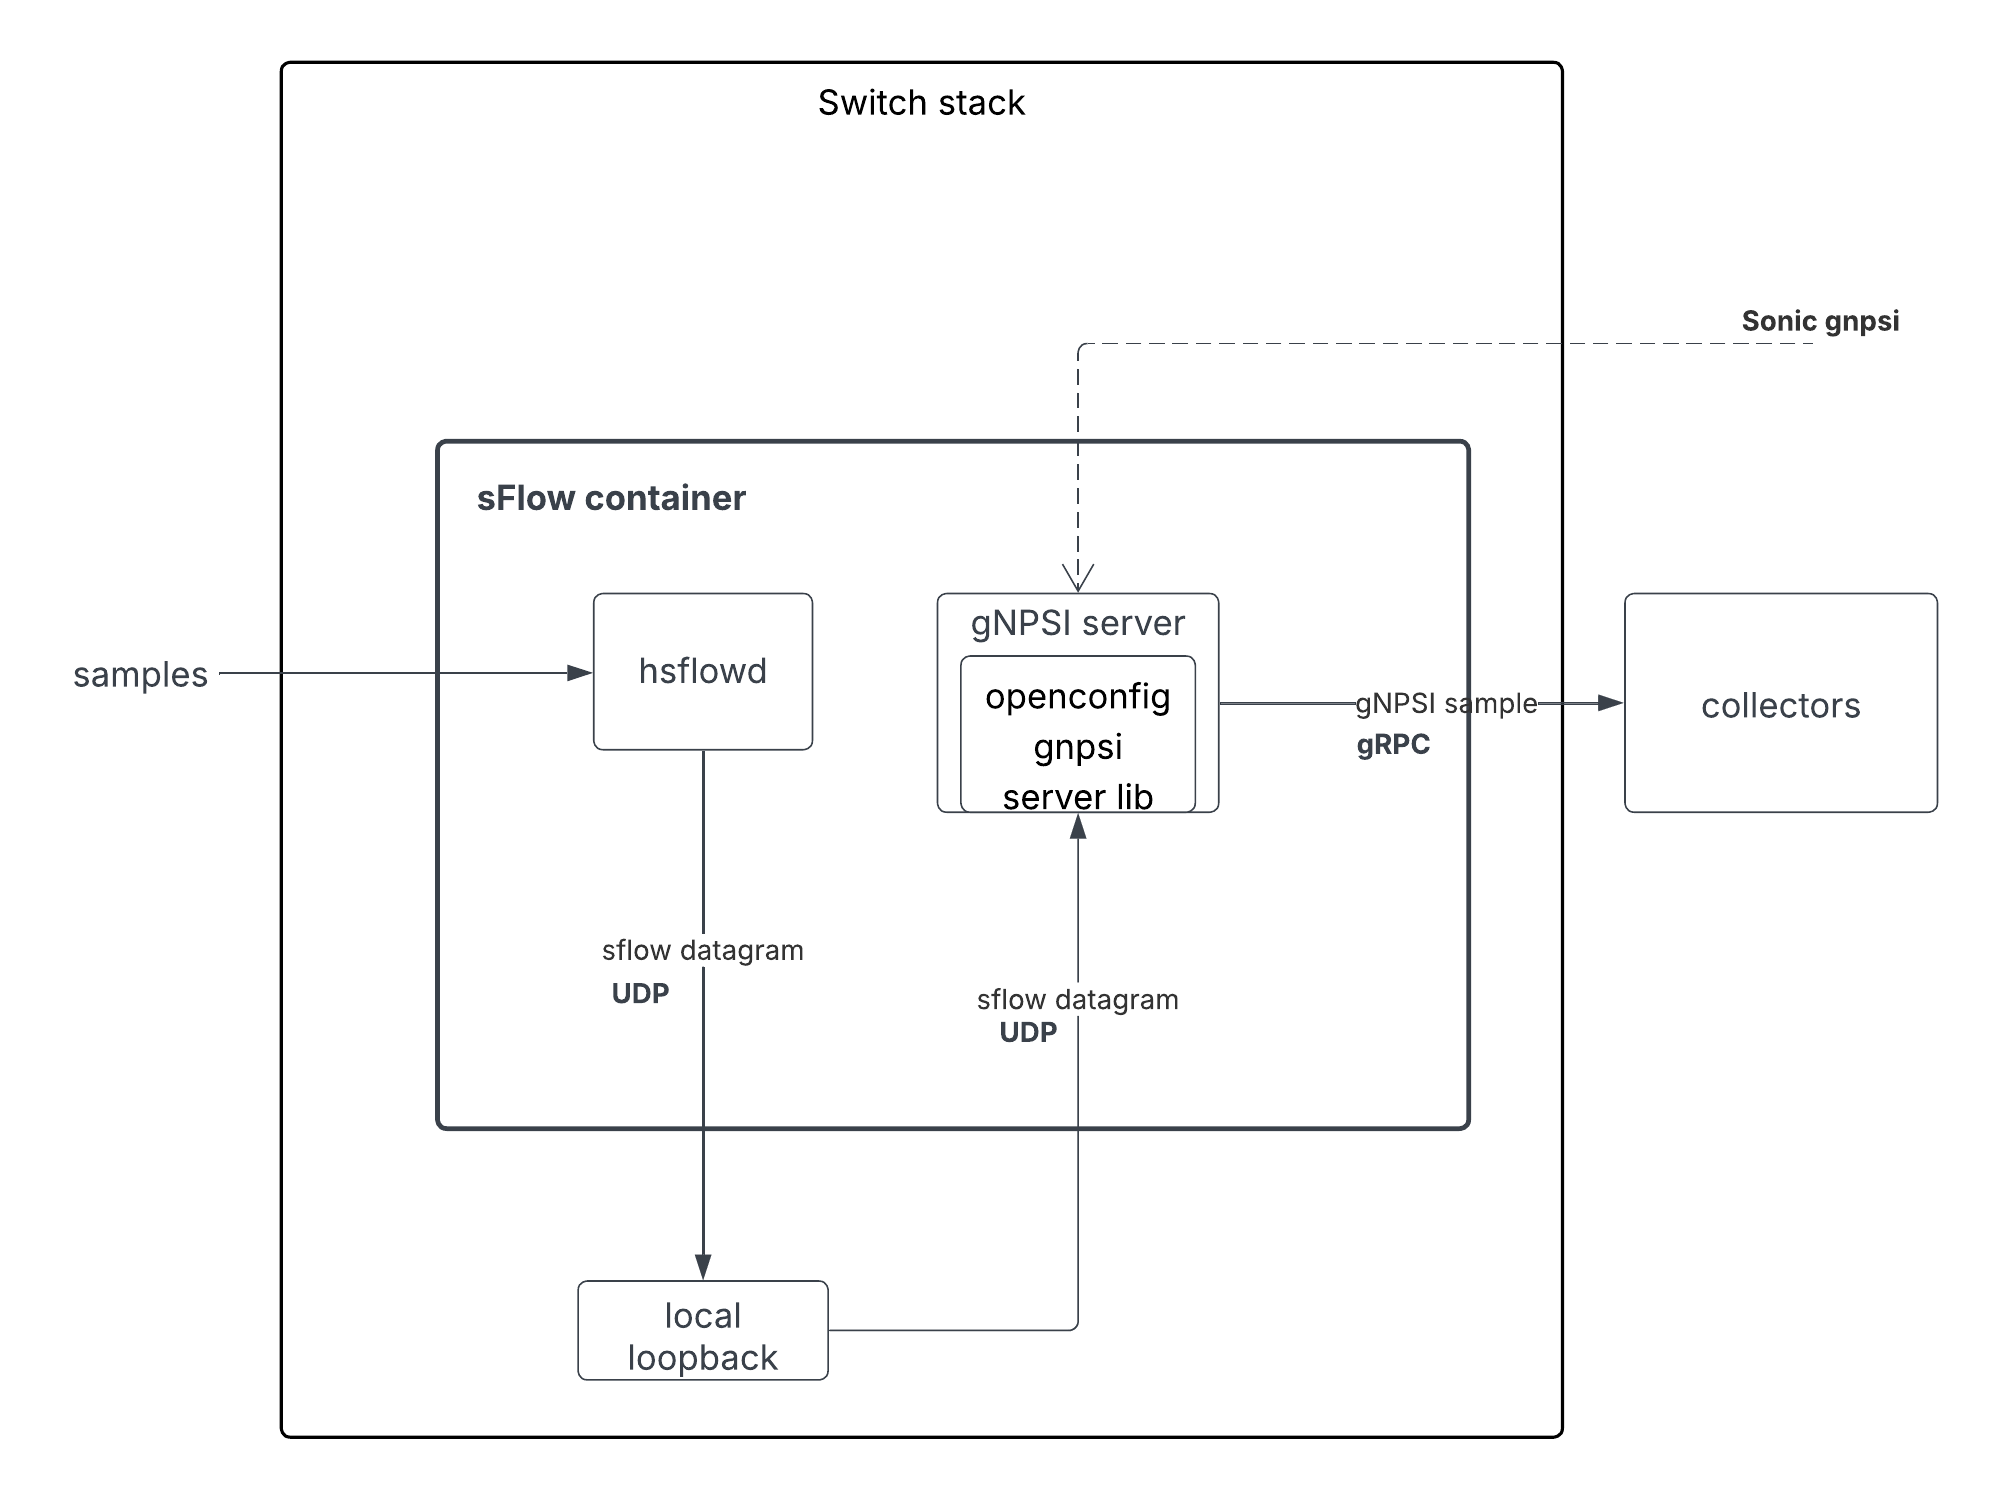 Switch stack
Sonic gnpsi
sFlow container
samples
hsflowd
gNPSI server
openconfig
gnpsi
server lib
gNPSI sample
gRPC
collectors
sflow datagram
UDP
sflow datagram
UDP
local
loopback